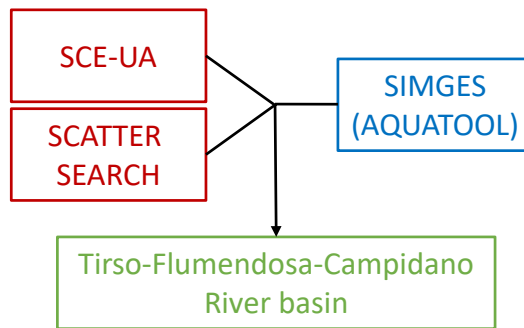 SCE-UA
SCATTER
SEARCH
SIMGES
(AQUATOOL)
Tirso-Flumendosa-Campidano
River basin